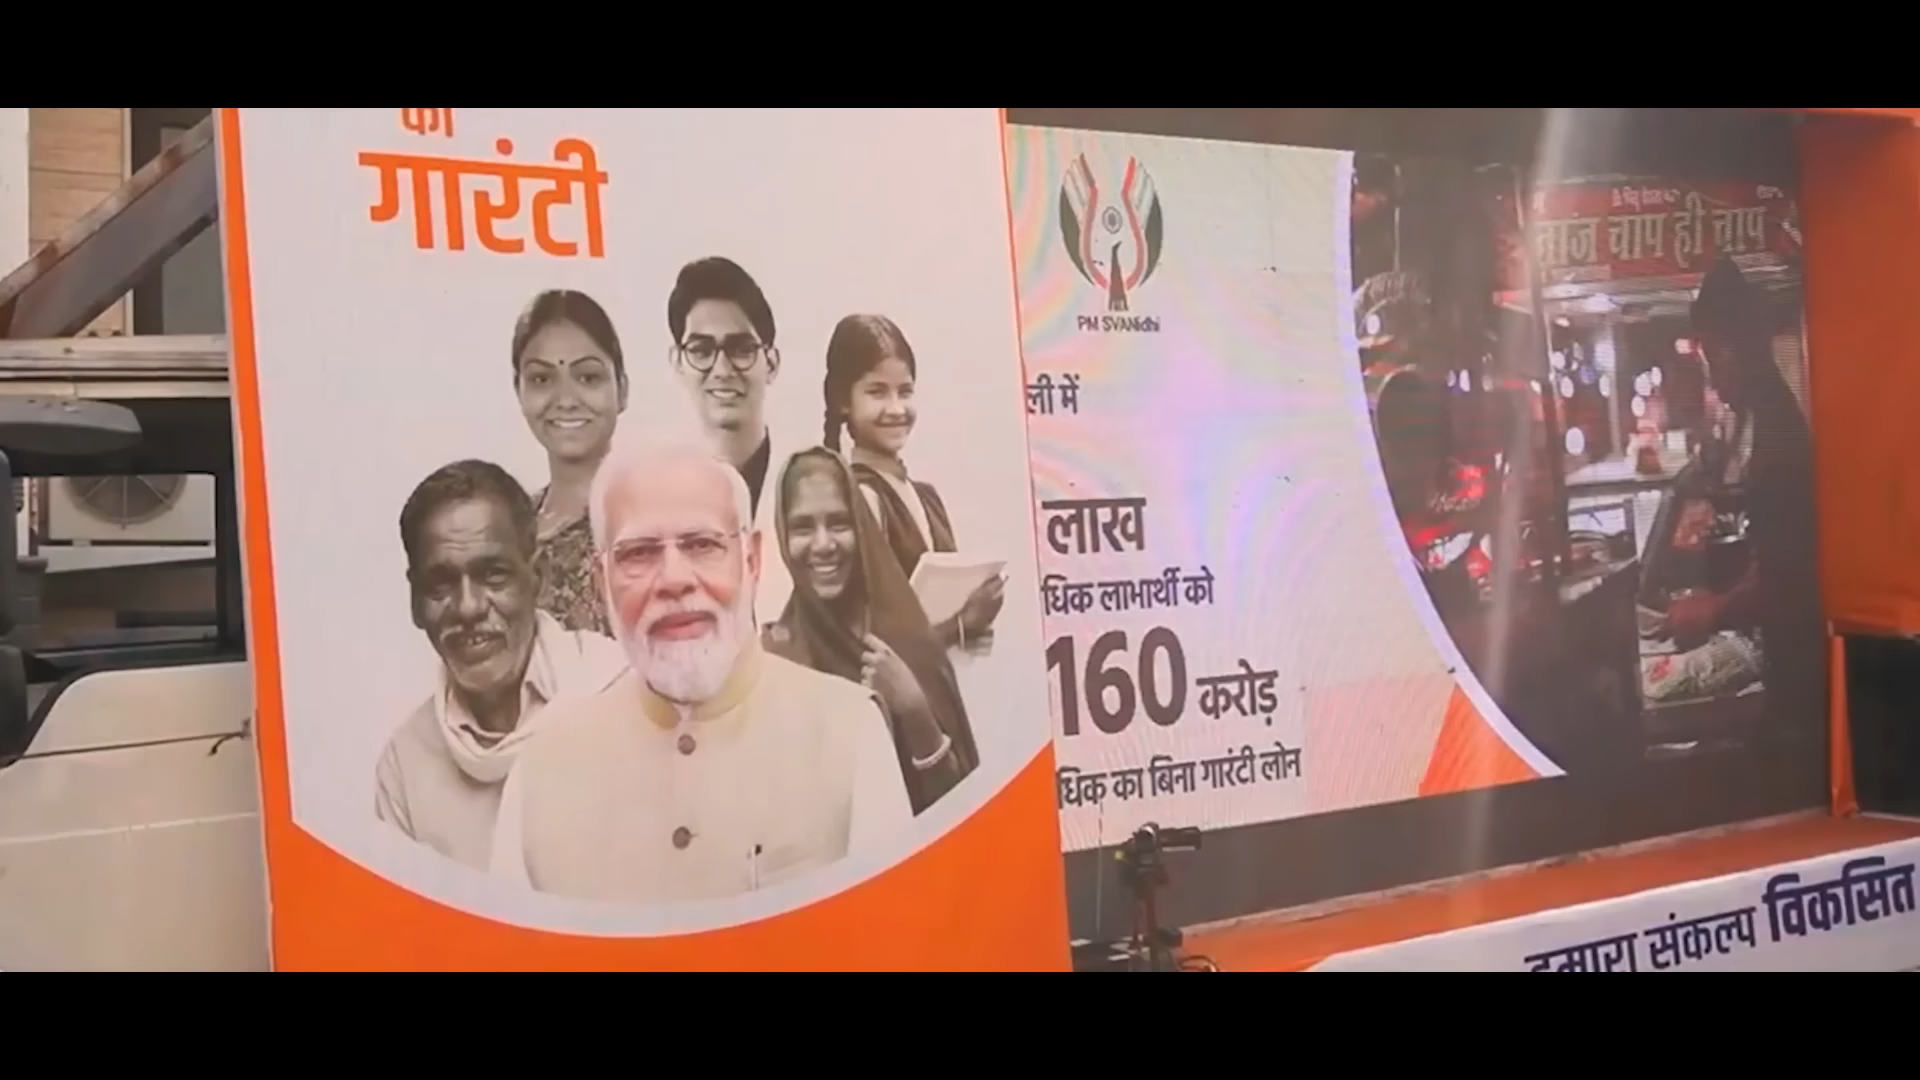 की
गारंटी
PM SVANidhi
ली में
लाख
धिक लाभार्थी को
160 करोड़
धिक का बिना गारंटी लोन
चाप ही चाप
हमारा संकल्प विकसित